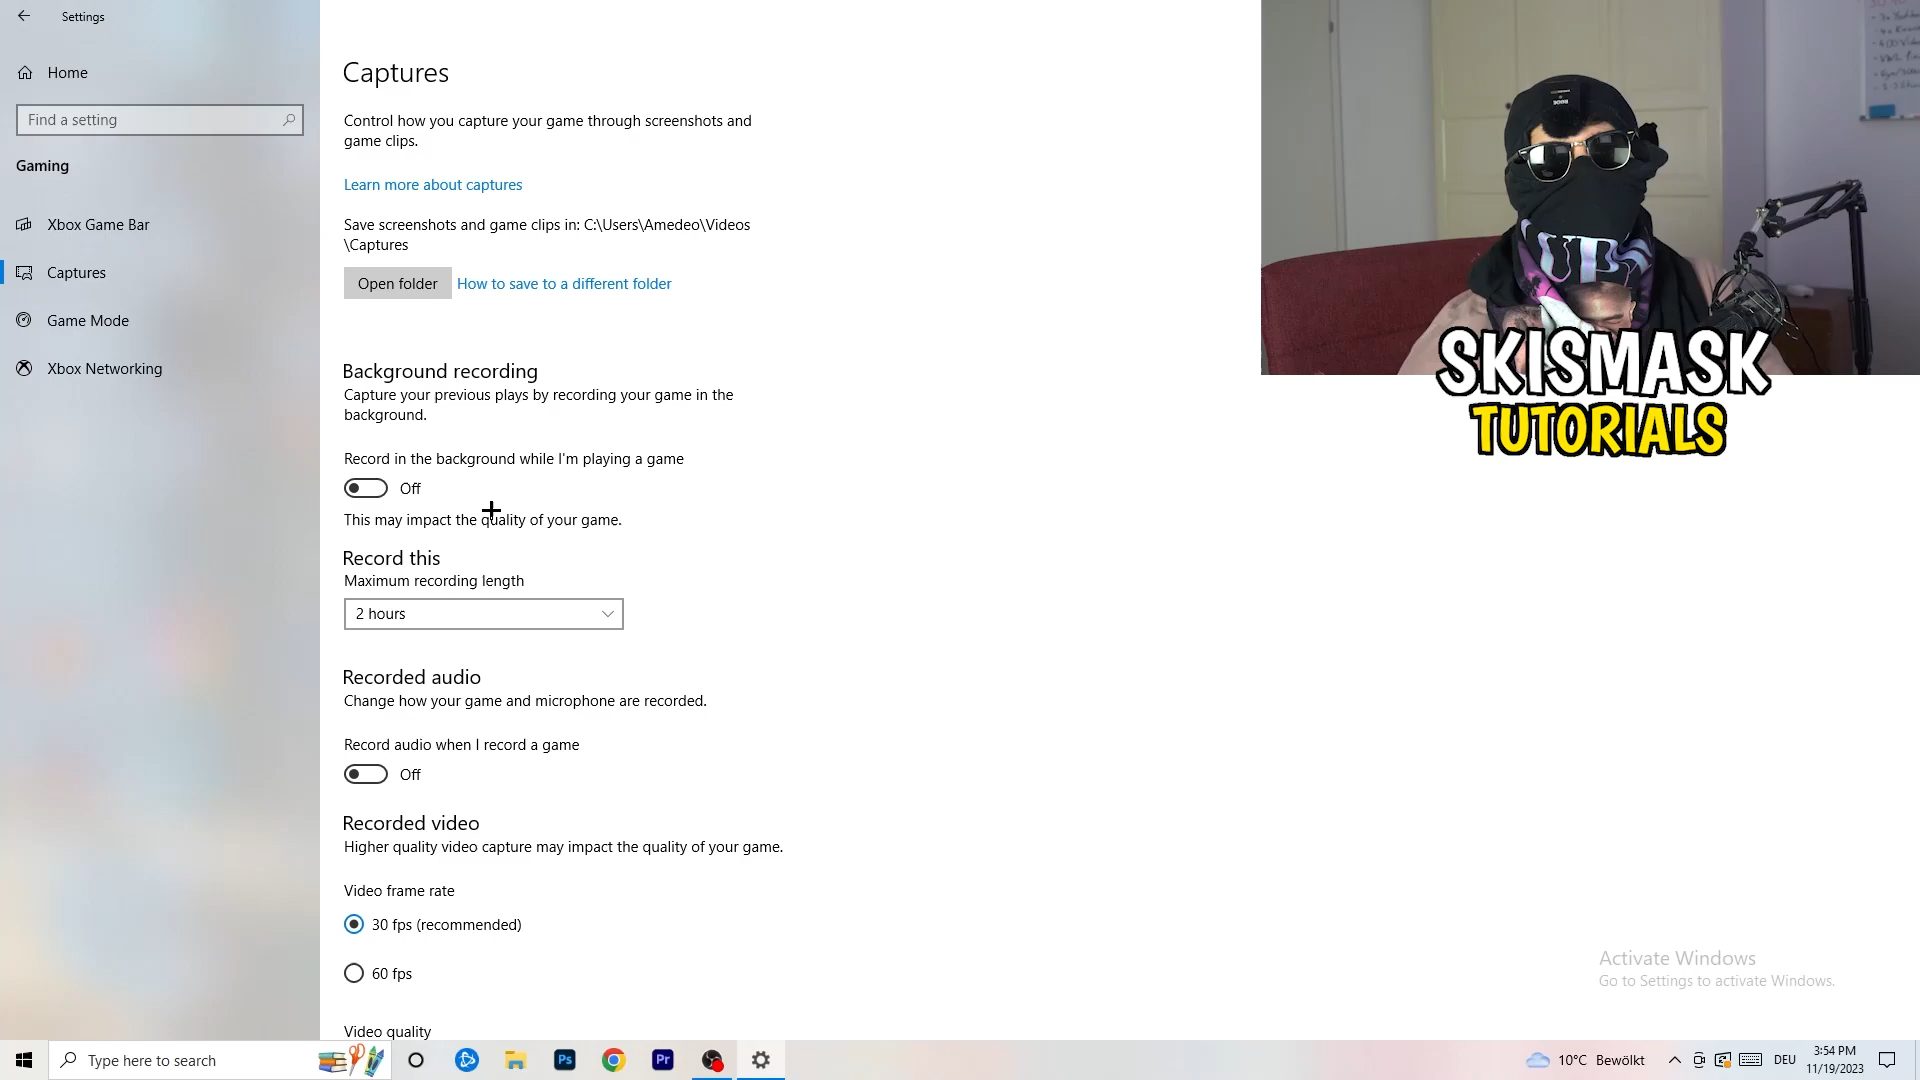 Settings
Home
Find a setting
Gaming
Xbox Game Bar
Captures
Game Mode
Xbox Networking
Captures
Control how you capture your game through screenshots and
game clips.
Learn more about captures
Save screenshots and game clips in: C:\Users\Amedeo\Videos
\Captures
Open folder
How to save to a different folder
Background recording
Capture your previous plays by recording your game in the
background.
Record in the background while I'm playing a game
Off
This may impact the quality of your game.
Record this
Maximum recording length
2 hours
Recorded audio
Change how your game and microphone are recorded.
Record audio when I record a game
Off
Recorded video
Higher quality video capture may impact the quality of your game.
Video frame rate
30 fps (recommended)
60 fps
Video quality
SKISMASK
TUTORIALS
Activate Windows
Go to Settings to activate Windows.
Type here to search
Ps
Pr
10°C Bewölkt
DEU
3:54 PM
11/19/2023